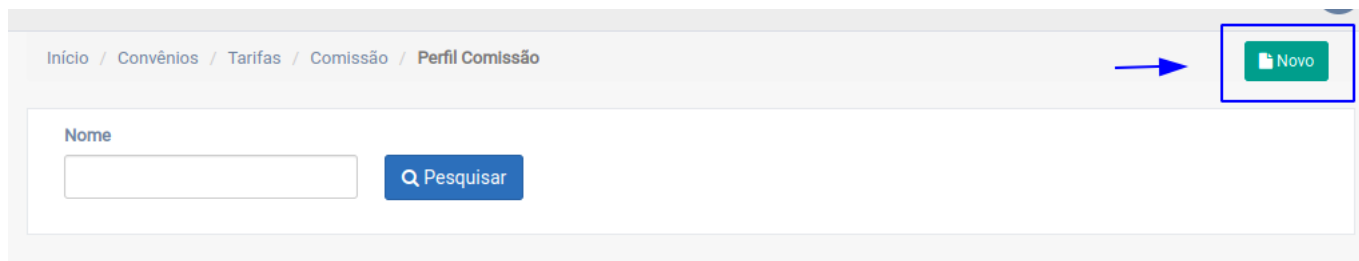 Início / Convênios / Tarifas / Comissão / Perfil Comissão
Novo
Nome
Pesquisar